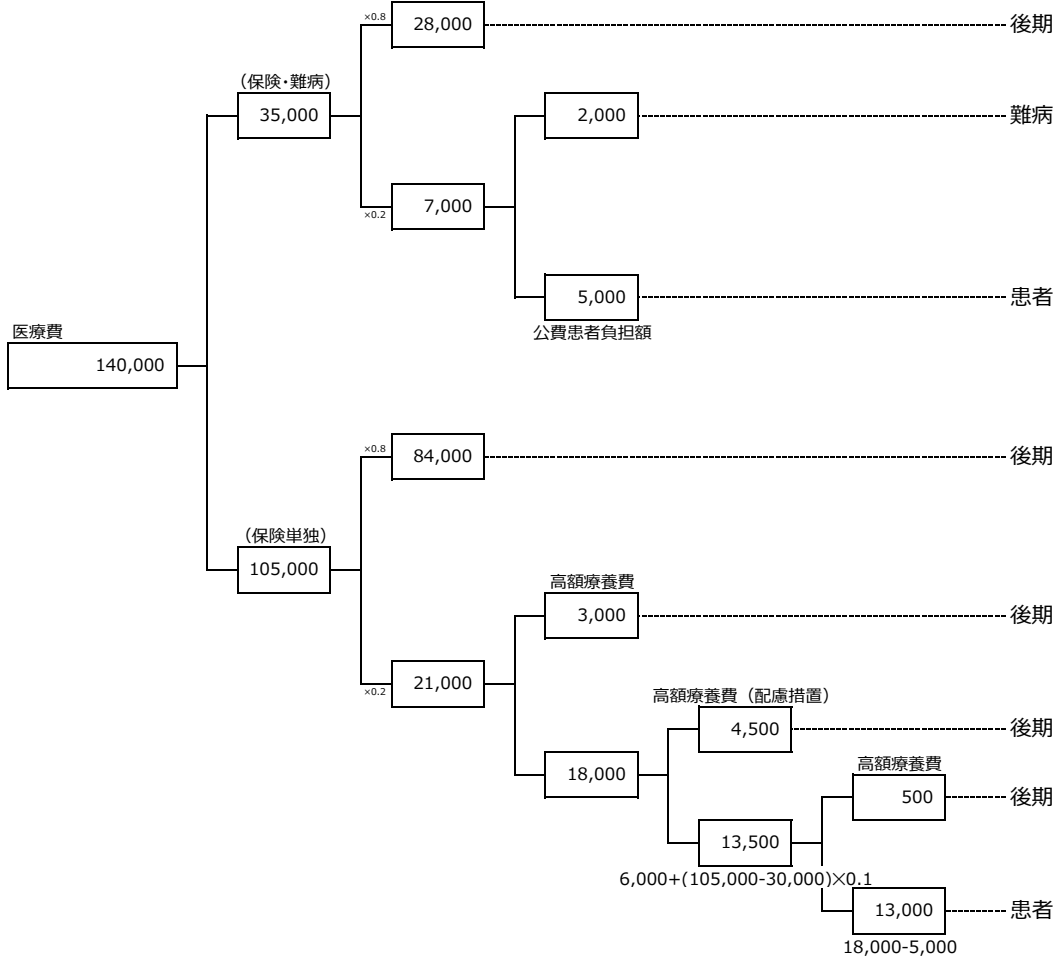 ×0.8
28,000
後期
（保険・難病）
35,000
2,000
難病
×0.2
7,000
5,000
患者
公費患者負担額
医療費
140,000
×0.8
84,000
後期
（保険単独）
105,000
高額療養費
3,000
後期
×0.2
21,000
高額療養費（配慮措置）
4,500
後期
18,000
高額療養費
500
後期
13,500
6,000+(105,000-30,000)×0.1
13,000
患者
18,000-5,000